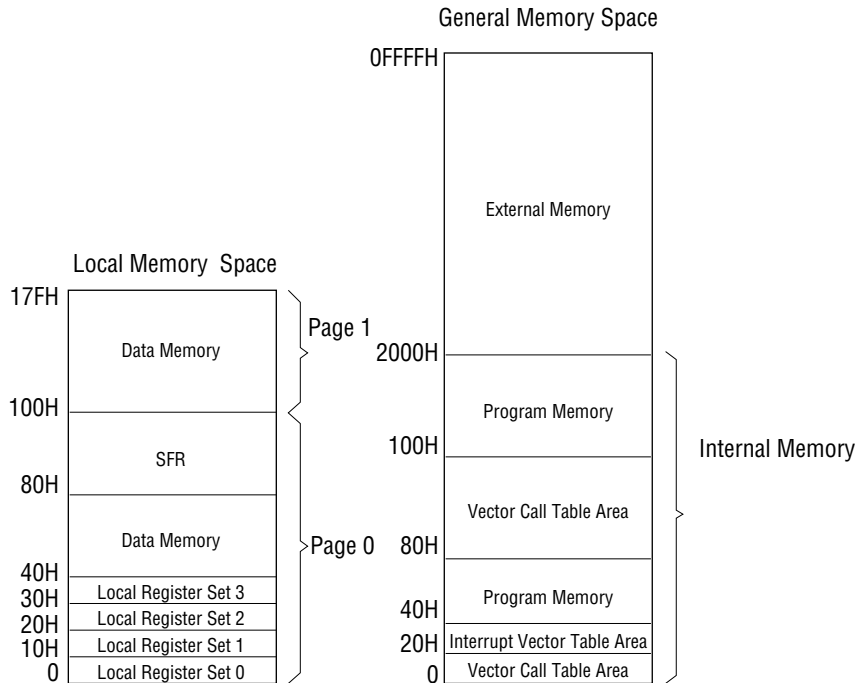 General Memory Space
0FFFFH
External Memory
2000H
Program Memory
100H
Vector Call Table Area
80H
Program Memory
40H
Interrupt Vector Table Area
20H
Vector Call Table Area
0
Internal Memory
Local Memory Space
17FH
Data Memory
Page 1
100H
SFR
80H
Data Memory
Page 0
40H
Local Register Set 3
30H
Local Register Set 2
20H
Local Register Set 1
10H
Local Register Set 0
0